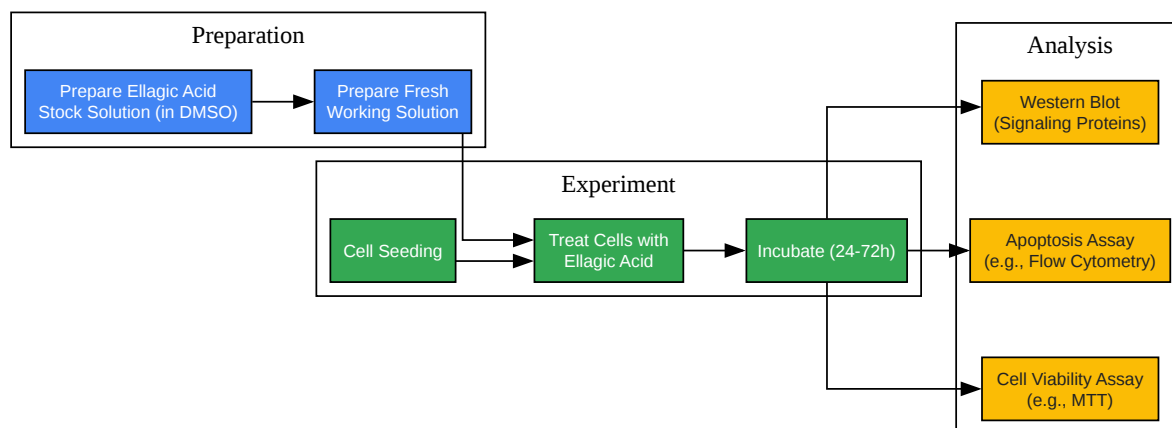 Preparation
Prepare Ellagic Acid
Stock Solution (in DMSO)
Prepare Fresh
Working Solution
Experiment
Cell Seeding
Treat Cells with
Ellagic Acid
Incubate (24-72h)
Analysis
Western Blot
(Signaling Proteins)
Apoptosis Assay
(e.g., Flow Cytometry)
Cell Viability Assay
(e.g., MTT)